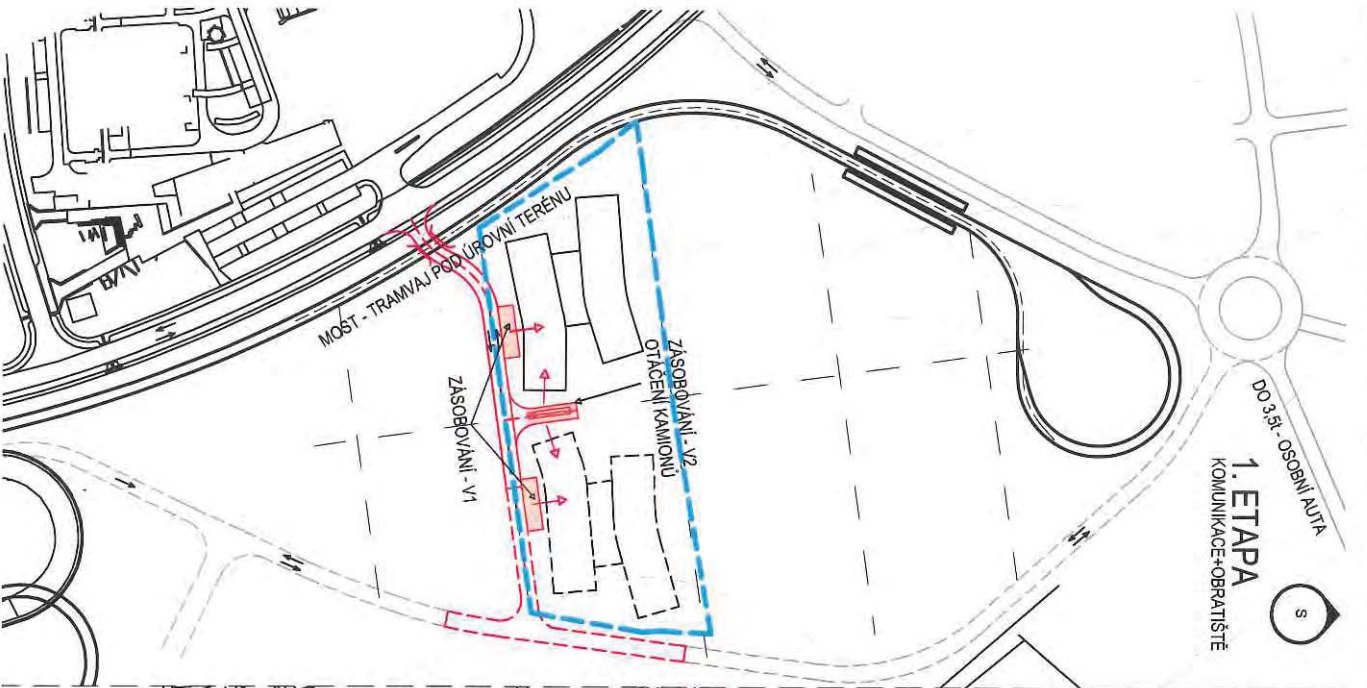 MOST - TRAMVAJ POD ÚROVNÍ TERÉNU
ZÁSOBOVÁNÍ - V2
OTÁČENÍ KAMIONŮ
ZÁSOBOVÁNÍ - V1
DO 3,5t - OSOBNÍ AUTA
1. ETAPA
KOMUNIKACE+OBRATIŠTĚ
S